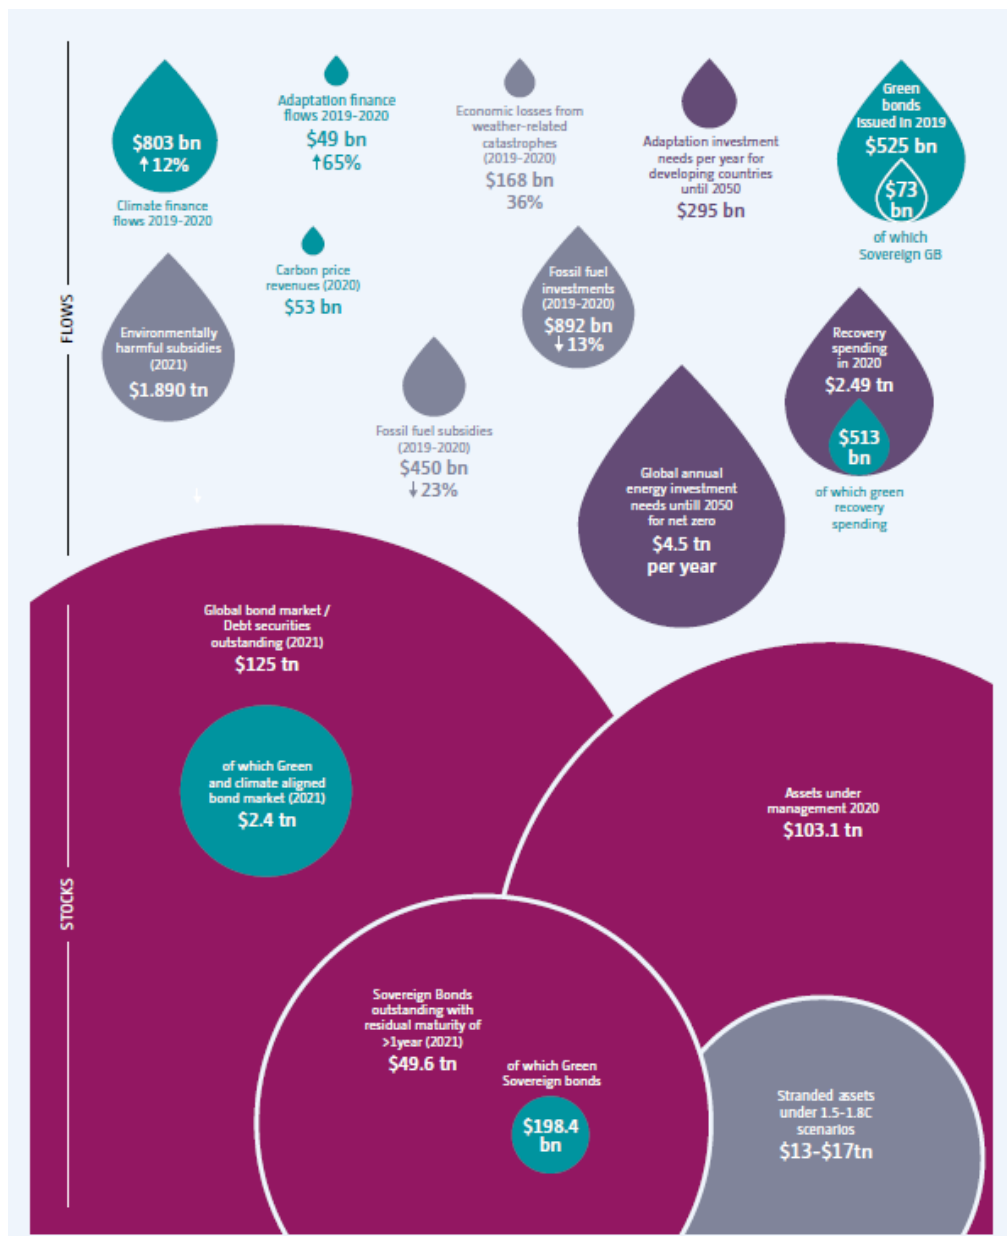 FLOWS
$803 bn
↑12%
Climate finance
flows 2019-2020
Adaptation finance
flows 2019-2020
$49 bn
↑65%
Economic losses from
weather-related
catastrophes
(2019-2020)
$168 bn
36%
Adaptation investment
needs per year for
developing countries
until 2050
$295 bn
Green
bonds
issued in 2019
$525 bn
$73
bn
of which
Sovereign GB
Environmentally
harmful subsidies
(2021)
$1.890 tn
Carbon price
revenues (2020)
$53 bn
Fossil fuel
investments
(2019-2020)
$892 bn
↓13%
Fossil fuel subsidies
(2019-2020)
$450 bn
↓23%
Recovery
spending
in 2020
$2.49 tn
$513
bn
of which green
recovery
spending
Global annual
energy investment
needs untill 2050
for net zero
$4.5 tn
per year
↓
STOCKS
Global bond market /
Debt securities
outstanding (2021)
$125 tn
of which Green
and climate aligned
bond market (2021)
$2.4 tn
Assets under
management 2020
$103.1 tn
Sovereign Bonds
outstanding with
residual maturity of
>1year (2021)
$49.6 tn
of which Green
Sovereign bonds
$198.4
bn
Stranded assets
under 1.5-1.8C
scenarios
$13-$17tn